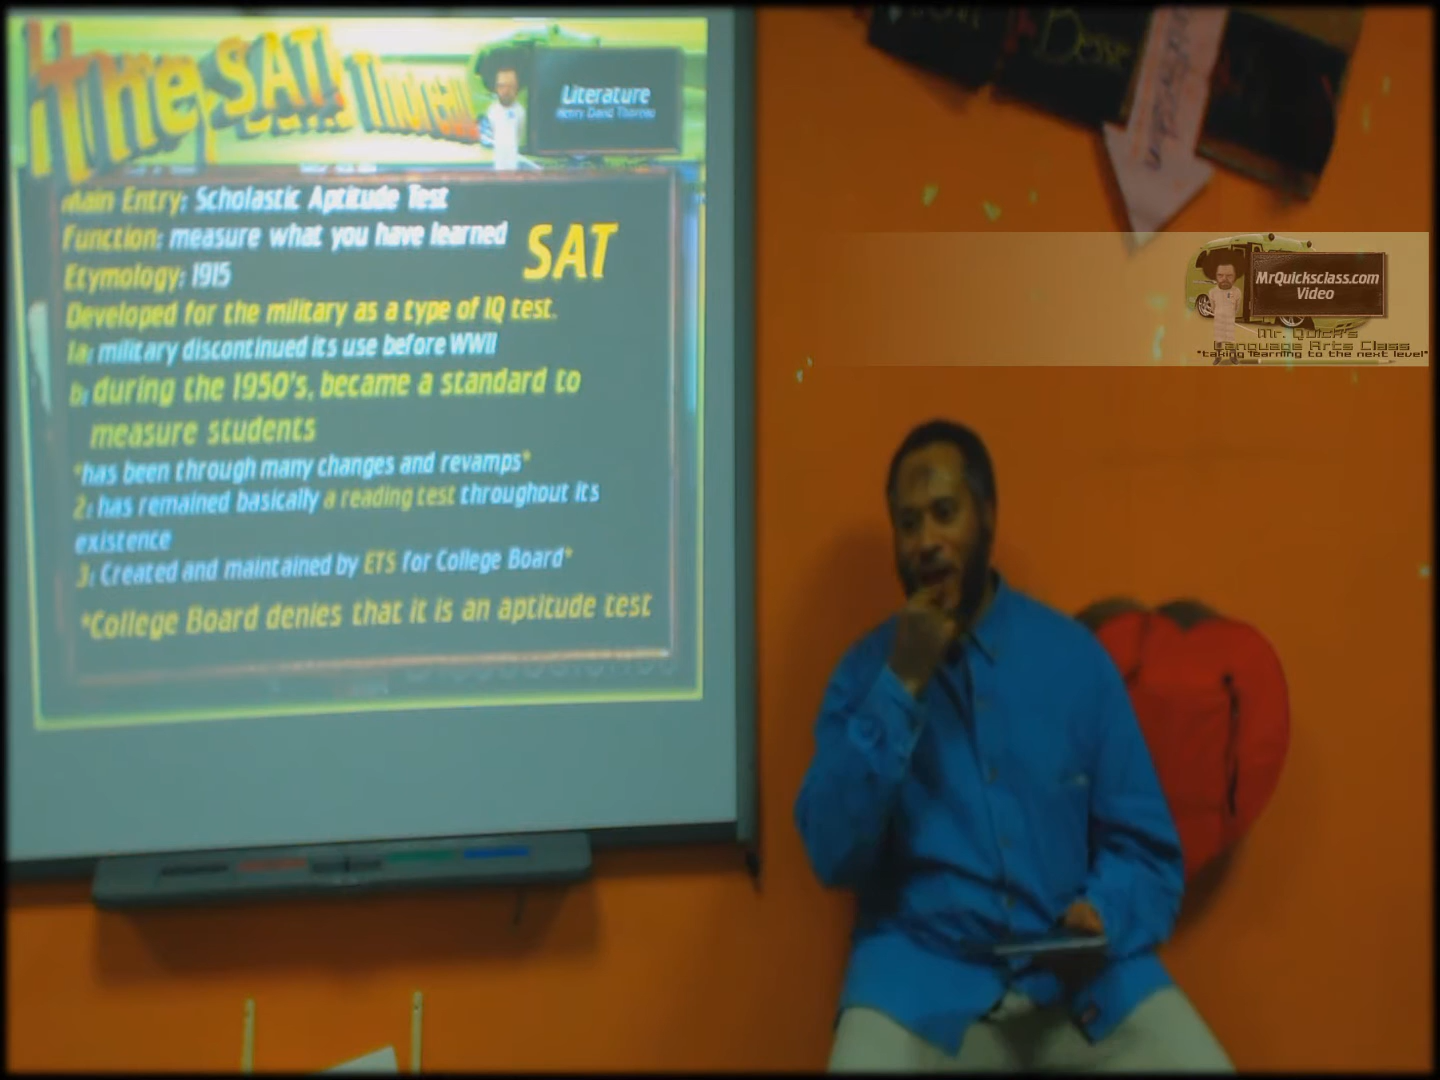 The SAT! Thoreau
Literature
Henry David Thoreau
Main Entry: Scholastic Aptitude Test
Function: measure what you have learned
SAT
Etymology: 1915
Developed for the military as a type of IQ test.
1a: military discontinued its use before WWII
b: during the 1950's, became a standard to
measure students
*has been through many changes and revamps*
2: has remained basically a reading test throughout its
existence
3: Created and maintained by ETS for College Board*
*College Board denies that it is an aptitude test
MrQuicksclass.com
Video
Mr. Quick's
Language Arts Class
"taking learning to the next level"